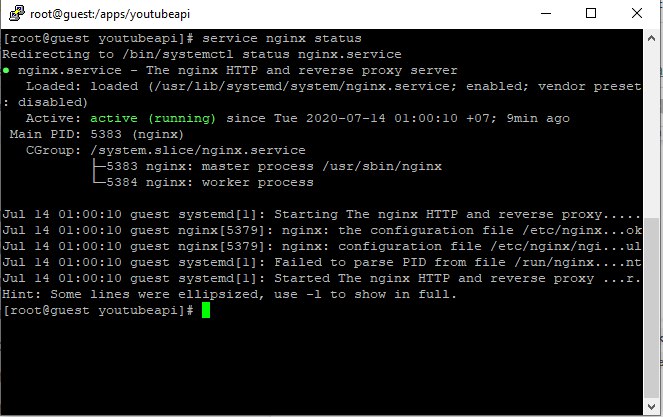 root@guest:/apps/youtubeapi
[root@guest youtubeapi]# service nginx status
Redirecting to /bin/systemctl status nginx.service
● nginx.service - The nginx HTTP and reverse proxy server
   Loaded: loaded (/usr/lib/systemd/system/nginx.service; enabled; vendor preset
: disabled)
   Active: active (running) since Tue 2020-07-14 01:00:10 +07; 9min ago
 Main PID: 5383 (nginx)
   CGroup: /system.slice/nginx.service
           ├─5383 nginx: master process /usr/sbin/nginx
           └─5384 nginx: worker process
Jul 14 01:00:10 guest systemd[1]: Starting The nginx HTTP and reverse proxy.....
Jul 14 01:00:10 guest nginx[5379]: nginx: the configuration file /etc/nginx...ok
Jul 14 01:00:10 guest nginx[5379]: nginx: configuration file /etc/nginx/ngi...ul
Jul 14 01:00:10 guest systemd[1]: Failed to parse PID from file /run/nginx....nt
Jul 14 01:00:10 guest systemd[1]: Started The nginx HTTP and reverse proxy ...r.
Hint: Some lines were ellipsized, use -l to show in full.
[root@guest youtubeapi]#